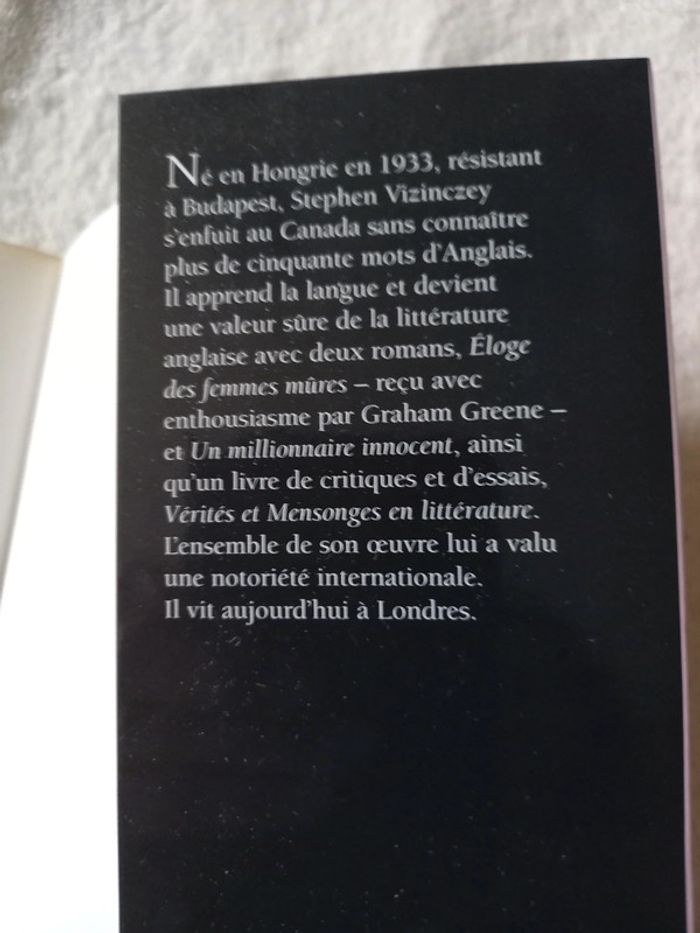 Né en Hongrie en 1933, résistant
à Budapest, Stephen Vizinczey
s'enfuit au Canada sans connaître
plus de cinquante mots d'Anglais.
Il apprend la langue et devient
une valeur sûre de la littérature
anglaise avec deux romans, Éloge
des femmes mûres – reçu avec
enthousiasme par Graham Greene –
et Un millionnaire innocent, ainsi
qu'un livre de critiques et d'essais,
Vérités et Mensonges en littérature.
L'ensemble de son œuvre lui a valu
une notoriété internationale.
Il vit aujourd'hui à Londres.